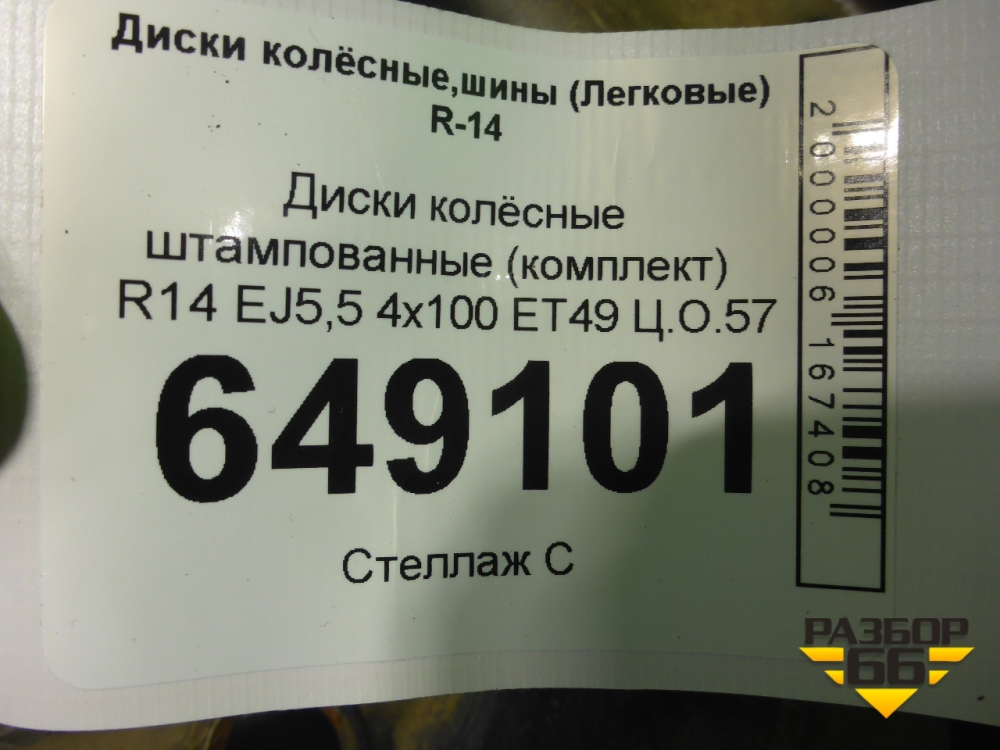 Диски колёсные,шины (Легковые)
R-14
Диски колёсные
штампованные (комплект)
R14 EJ5,5 4x100 ET49 Ц.О.57
649101
Стеллаж С
2000006167408
РАЗБОР
66